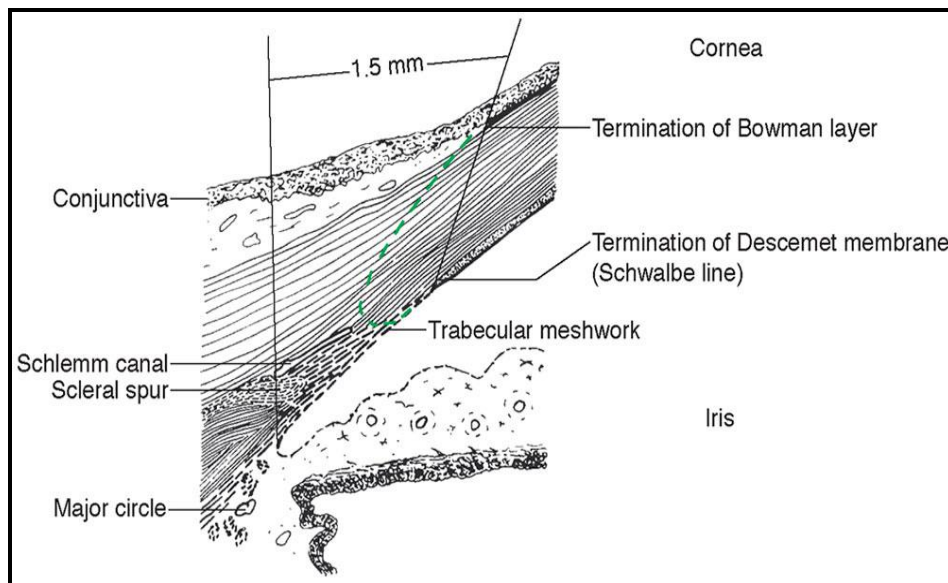 Cornea
1.5 mm
Termination of Bowman layer
Conjunctiva
Termination of Descemet membrane
(Schwalbe line)
Trabecular meshwork
Schlemm canal
Scleral spur
Iris
Major circle